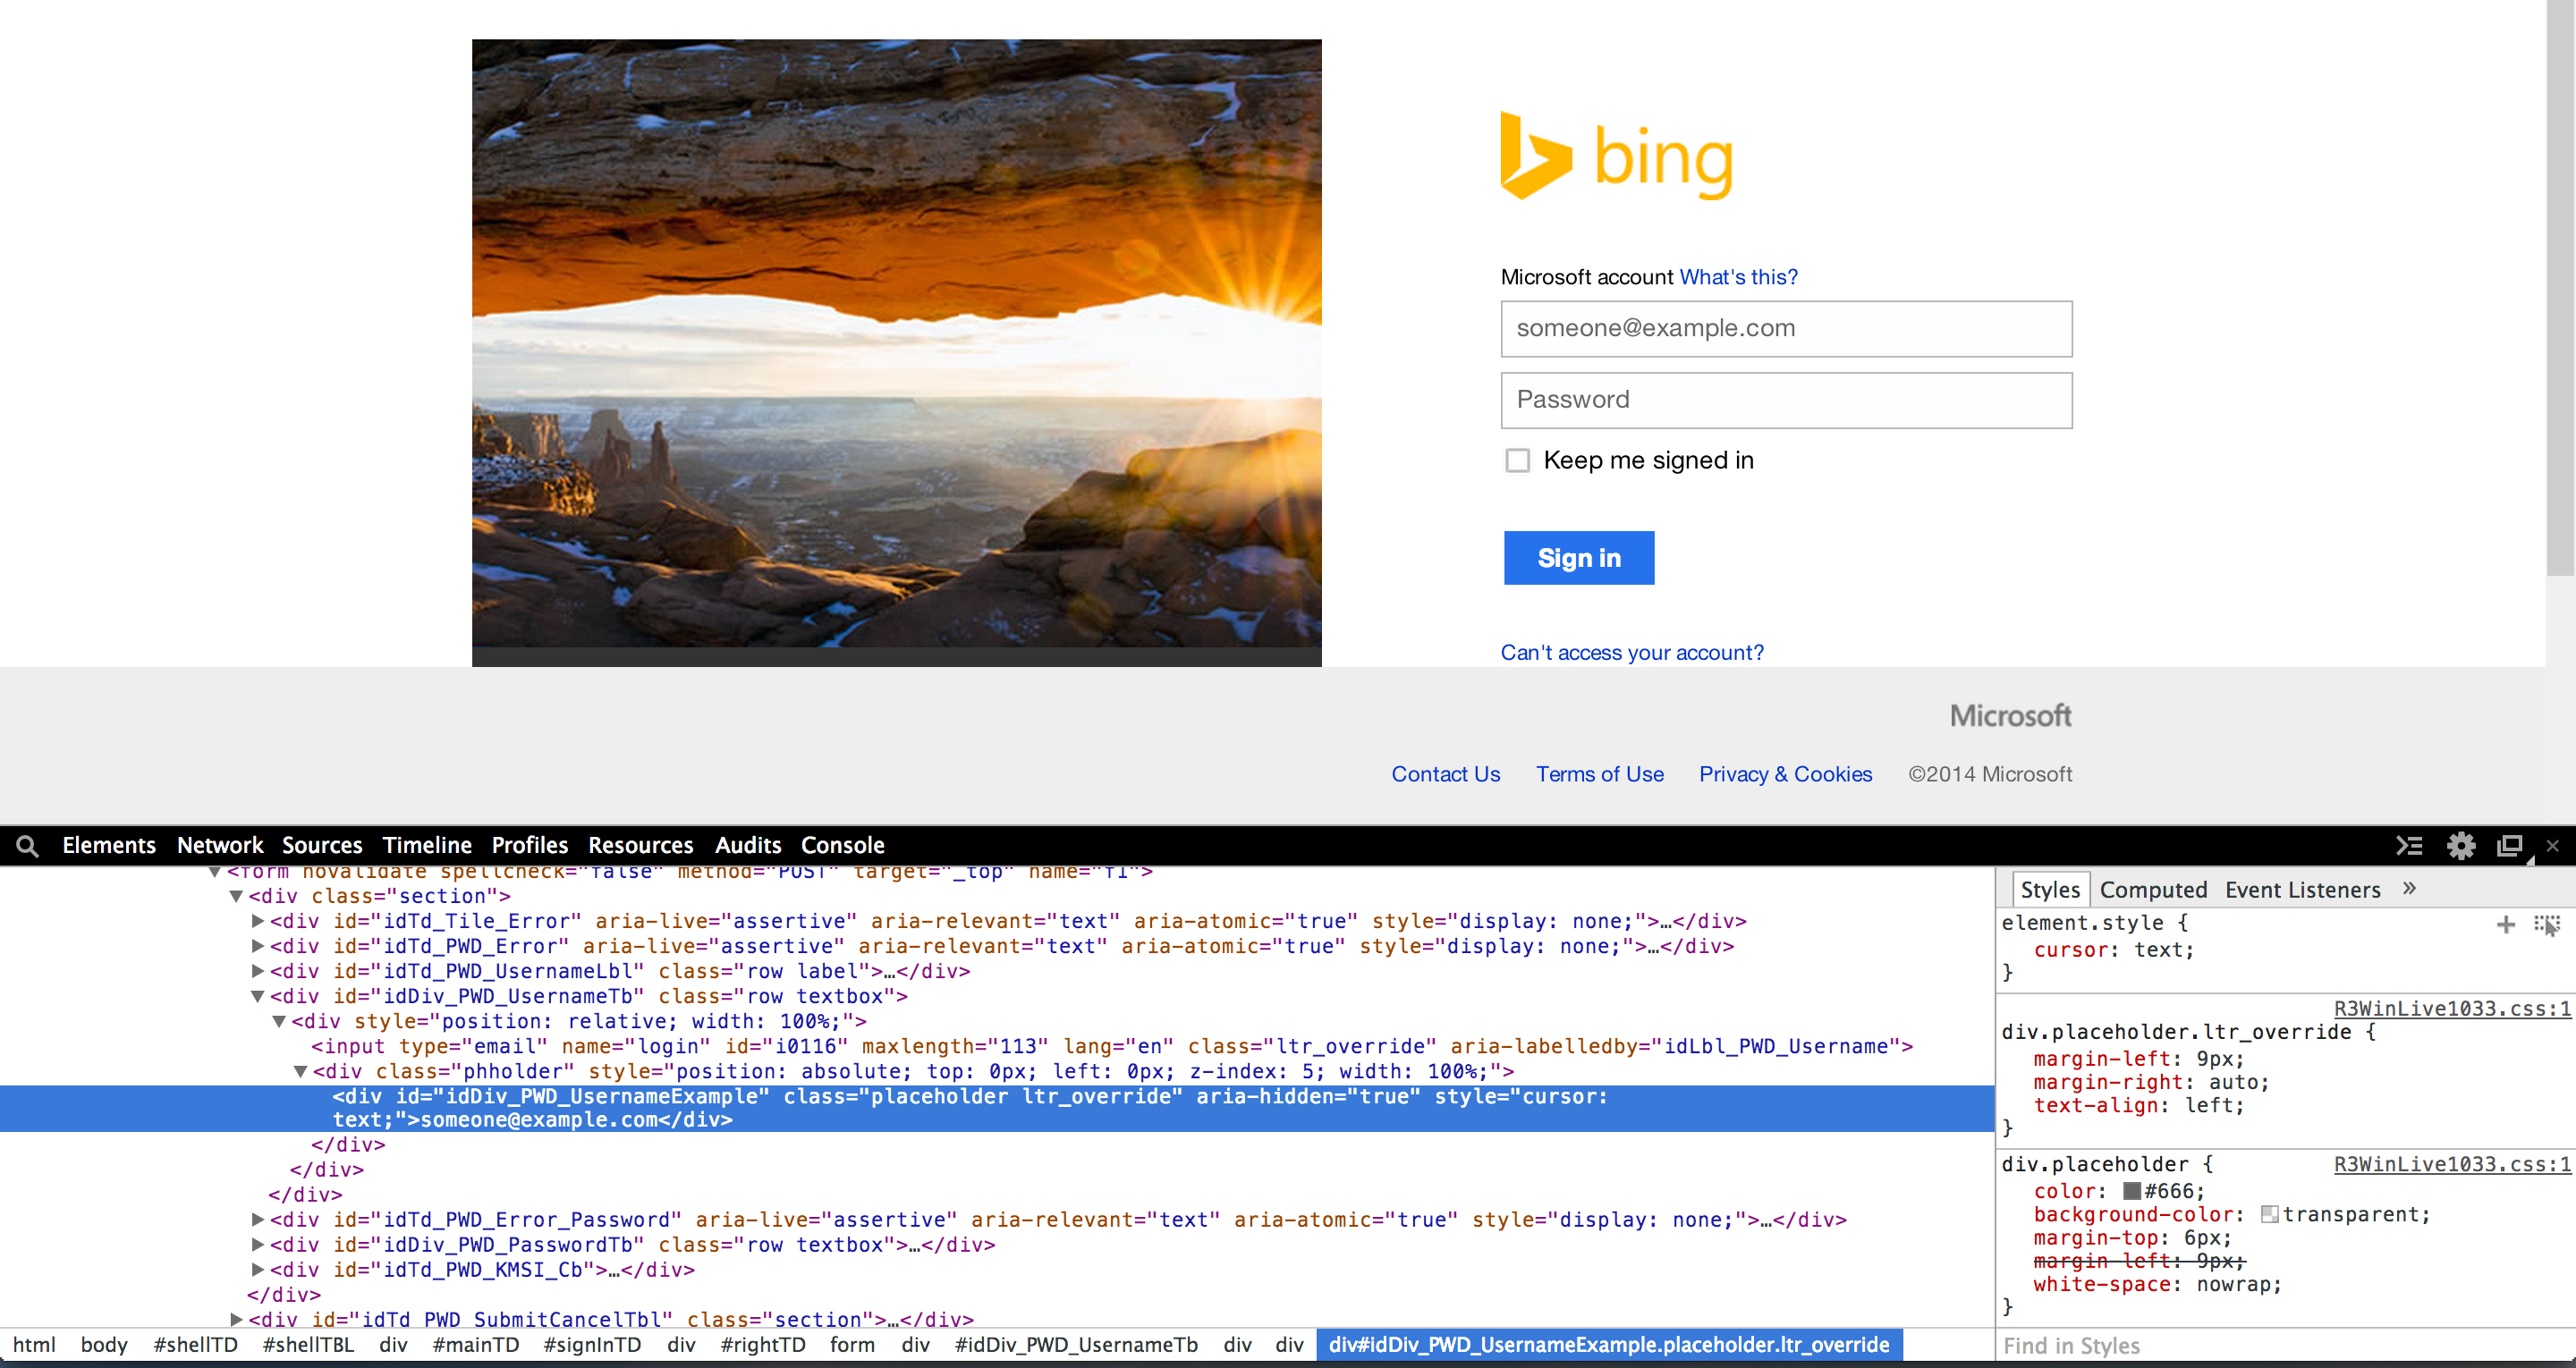 bing
Microsoft account What's this?
someone@example.com
Password
Keep me signed in
Sign in
Can't access your account?
Microsoft
Contact Us Terms of Use Privacy & Cookies ©2014 Microsoft
Elements Network Sources Timeline Profiles Resources Audits Console
<form novalidate spellcheck="false" method="POST" target="_top" name="f1">
<div class="section">
<div id="idTd_Tile_Error" aria-live="assertive" aria-relevant="text" aria-atomic="true" style="display: none;">…</div>
<div id="idTd_PWD_Error" aria-live="assertive" aria-relevant="text" aria-atomic="true" style="display: none;">…</div>
<div id="idTd_PWD_UsernameLbl" class="row label">…</div>
<div id="idDiv_PWD_UsernameTb" class="row textbox">
<div style="position: relative; width: 100%;">
<input type="email" name="login" id="i0116" maxlength="113" lang="en" class="ltr_override" aria-labelledby="idLbl_PWD_Username">
<div class="phholder" style="position: absolute; top: 0px; left: 0px; z-index: 5; width: 100%;">
<div id="idDiv_PWD_UsernameExample" class="placeholder ltr_override" aria-hidden="true" style="cursor:
text;">someone@example.com</div>
</div>
</div>
</div>
<div id="idTd_PWD_Error_Password" aria-live="assertive" aria-relevant="text" aria-atomic="true" style="display: none;">…</div>
<div id="idDiv_PWD_PasswordTb" class="row textbox">…</div>
<div id="idTd_PWD_KMSI_Cb">…</div>
</div>
<div id="idTd_PWD_SubmitCancelTbl" class="section">…</div>
html body #shellTD #shellTBL div #mainTD #signInTD div #rightTD form div #idDiv_PWD_UsernameTb div div div#idDiv_PWD_UsernameExample.placeholder.ltr_override
Styles Computed Event Listeners »
element.style {
cursor: text;
}
R3WinLive1033.css:1
div.placeholder.ltr_override {
margin-left: 9px;
margin-right: auto;
text-align: left;
}
div.placeholder { R3WinLive1033.css:1
color: #666;
background-color: transparent;
margin-top: 6px;
margin-left: 9px;
white-space: nowrap;
}
Find in Styles